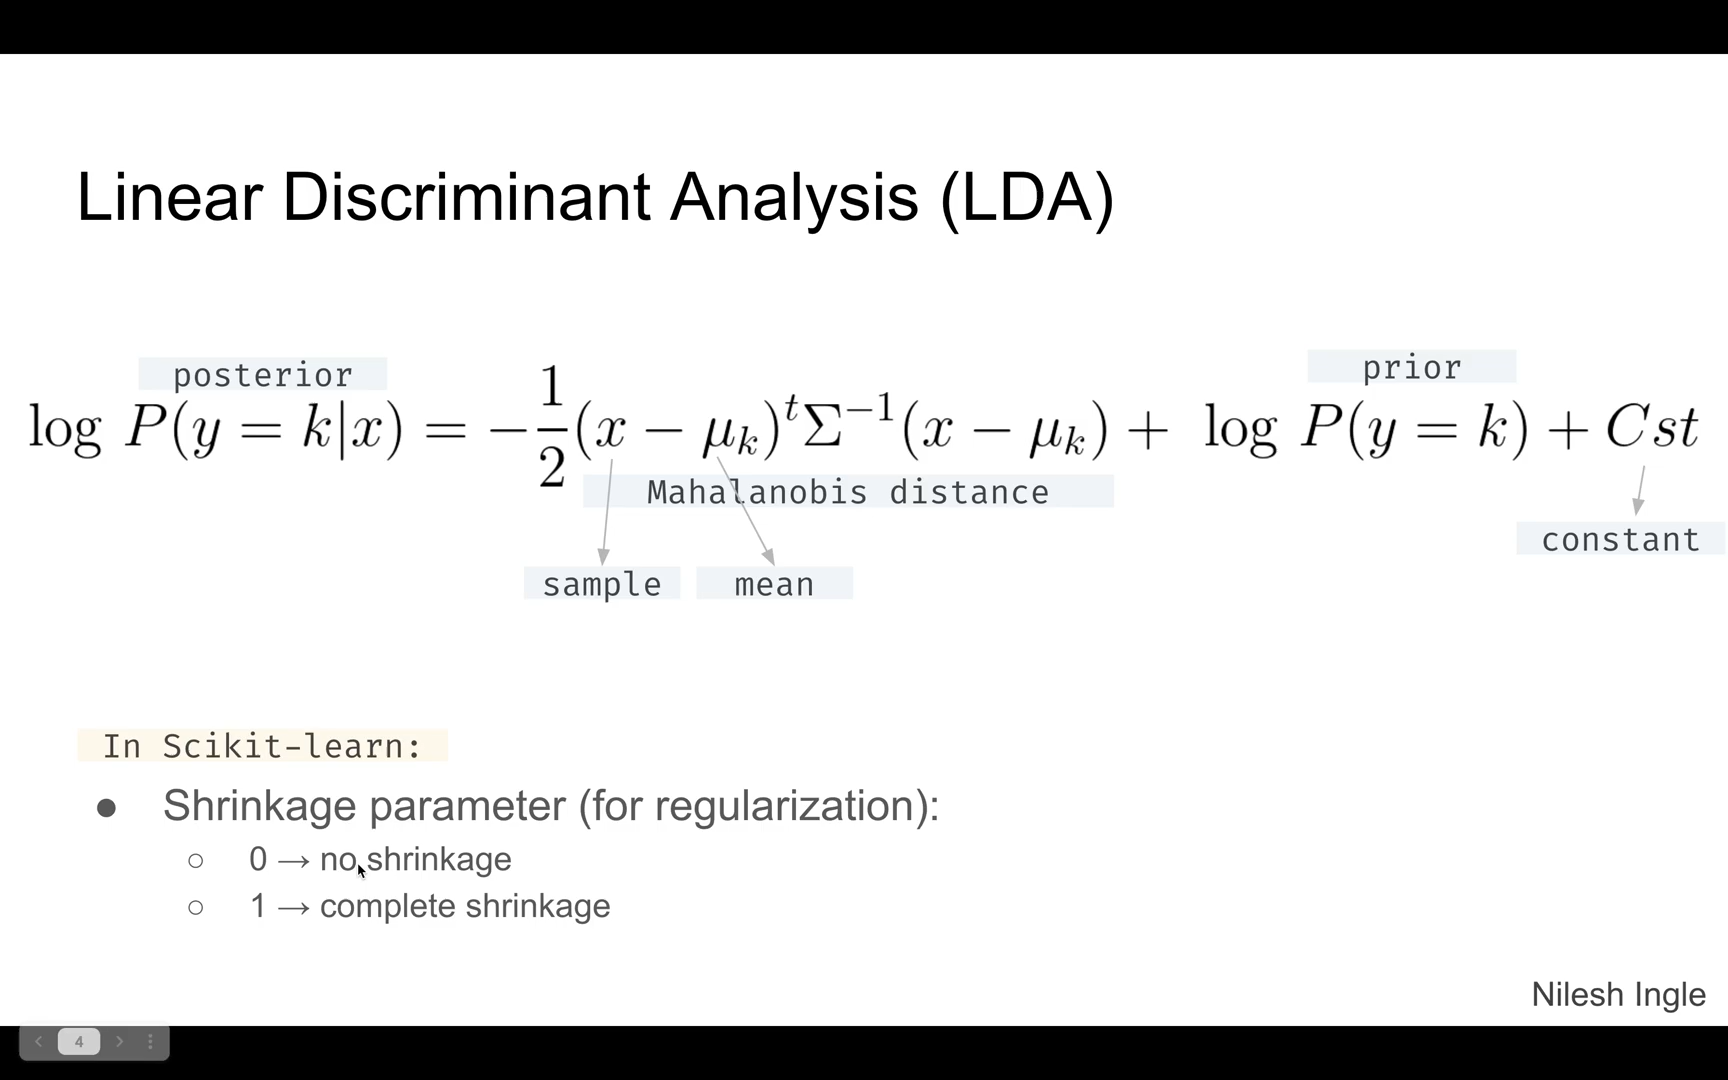 Linear Discriminant Analysis (LDA)
posterior
prior
log P(y = k|x) = −1/2(x − μₖ)ᵗΣ⁻¹(x − μₖ) + log P(y = k) + Cst
Mahalanobis distance
constant
sample mean
In Scikit-learn:
● Shrinkage parameter (for regularization):
○ 0 → no shrinkage
○ 1 → complete shrinkage
Nilesh Ingle
4